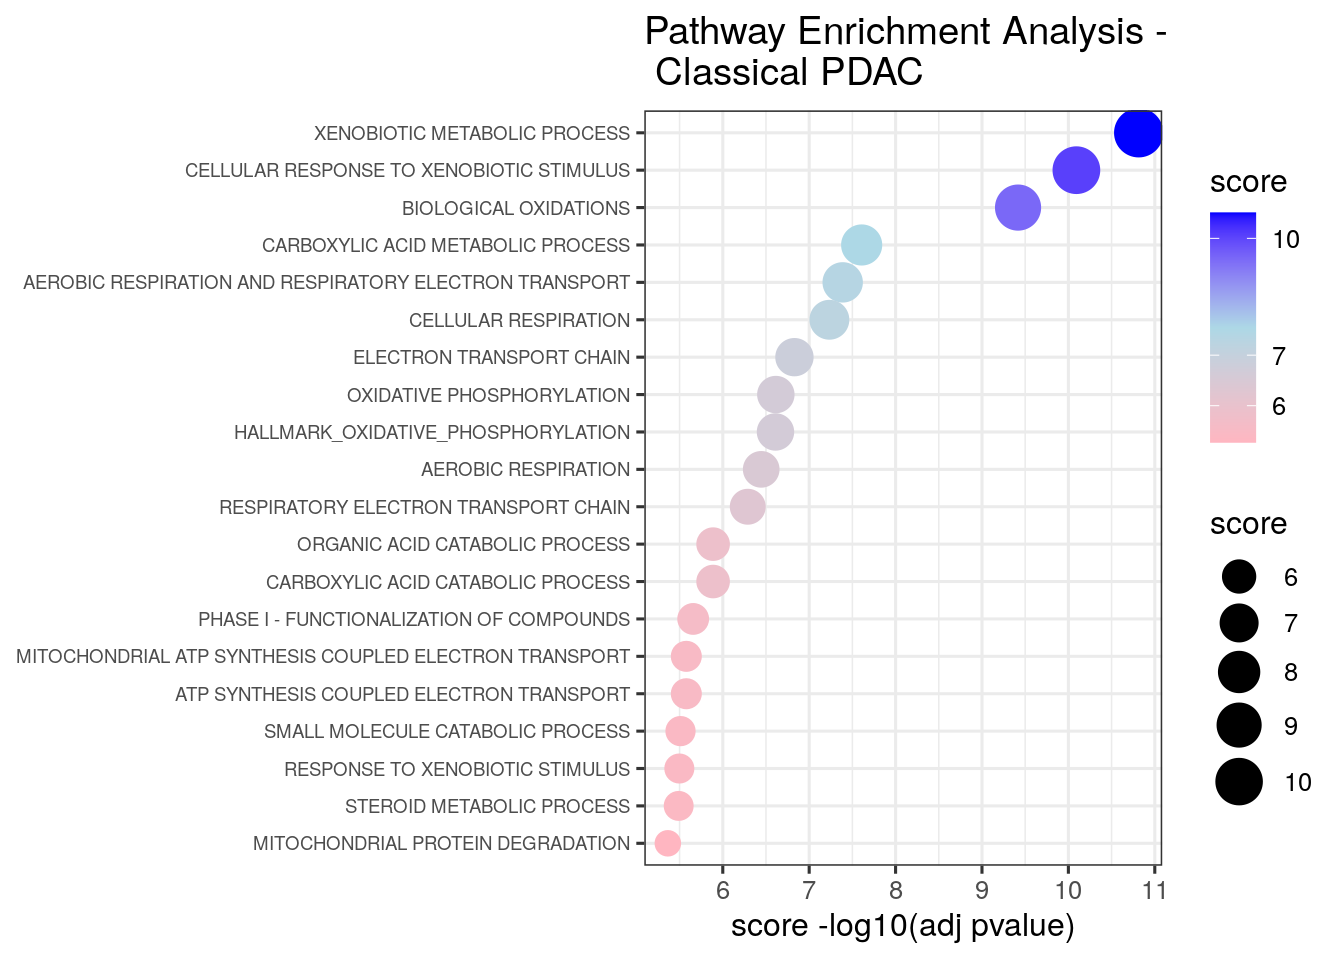 Pathway Enrichment Analysis -
Classical PDAC
XENOBIOTIC METABOLIC PROCESS
CELLULAR RESPONSE TO XENOBIOTIC STIMULUS
BIOLOGICAL OXIDATIONS
CARBOXYLIC ACID METABOLIC PROCESS
AEROBIC RESPIRATION AND RESPIRATORY ELECTRON TRANSPORT
CELLULAR RESPIRATION
ELECTRON TRANSPORT CHAIN
OXIDATIVE PHOSPHORYLATION
HALLMARK_OXIDATIVE_PHOSPHORYLATION
AEROBIC RESPIRATION
RESPIRATORY ELECTRON TRANSPORT CHAIN
ORGANIC ACID CATABOLIC PROCESS
CARBOXYLIC ACID CATABOLIC PROCESS
PHASE I - FUNCTIONALIZATION OF COMPOUNDS
MITOCHONDRIAL ATP SYNTHESIS COUPLED ELECTRON TRANSPORT
ATP SYNTHESIS COUPLED ELECTRON TRANSPORT
SMALL MOLECULE CATABOLIC PROCESS
RESPONSE TO XENOBIOTIC STIMULUS
STEROID METABOLIC PROCESS
MITOCHONDRIAL PROTEIN DEGRADATION
6 7 8 9 10 11
score -log10(adj pvalue)
score
10
7
6
score
6
7
8
9
10